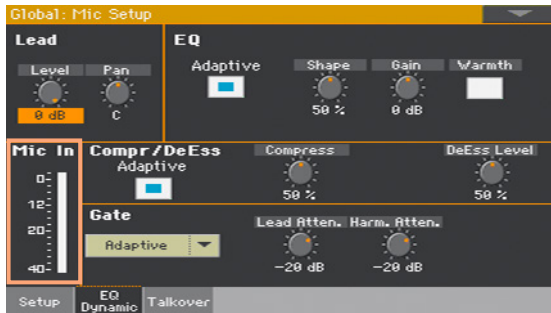 Global: Mic Setup
Lead
Level Pan
0 dB C
EQ
Adaptive Shape Gain Warmth
50 % 0 dB
Mic In
0
12
20
40
Compr/DeEss
Adaptive
Compress DeEss Level
50 % 50 %
Gate
Adaptive
Lead Atten. Harm. Atten.
-20 dB -20 dB
Setup EQ Dynamic Talkover